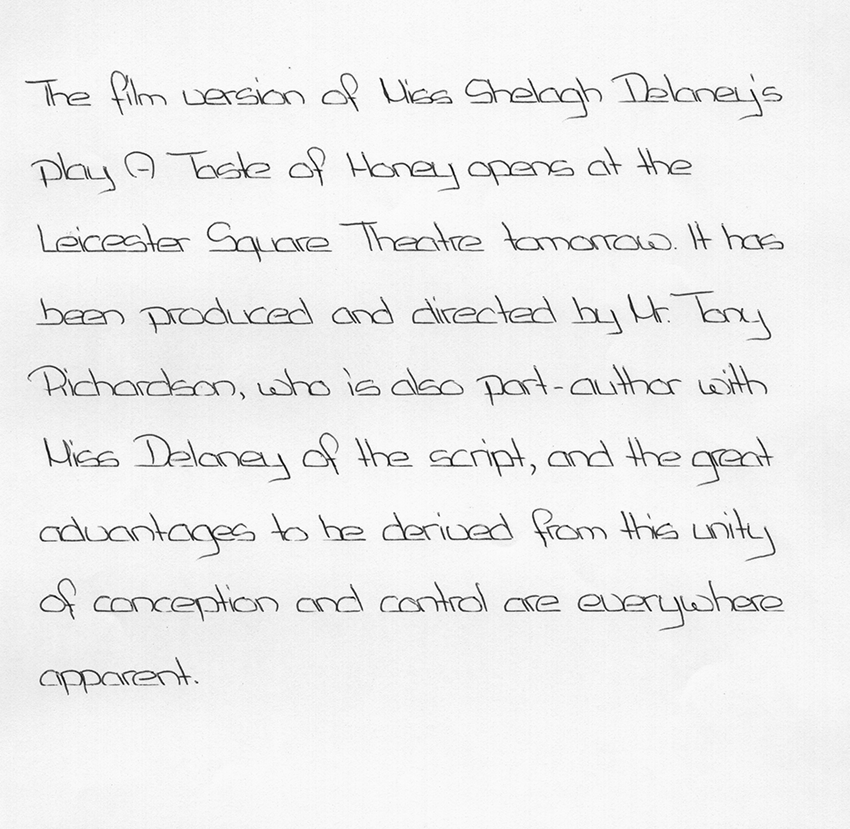 The film version of Miss Shelagh Delaney's
play A Taste of Honey opens at the
Leicester Square Theatre tomorrow. It has
been produced and directed by Mr. Tony
Richardson, who is also part-author with
Miss Delaney of the script, and the great
advantages to be derived from this unity
of conception and control are everywhere
apparent.